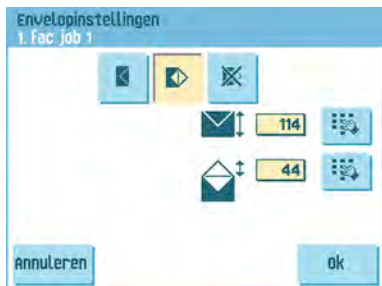 Envelopinstellingen
1. Fac job 1
114
44
Annuleren
Ok